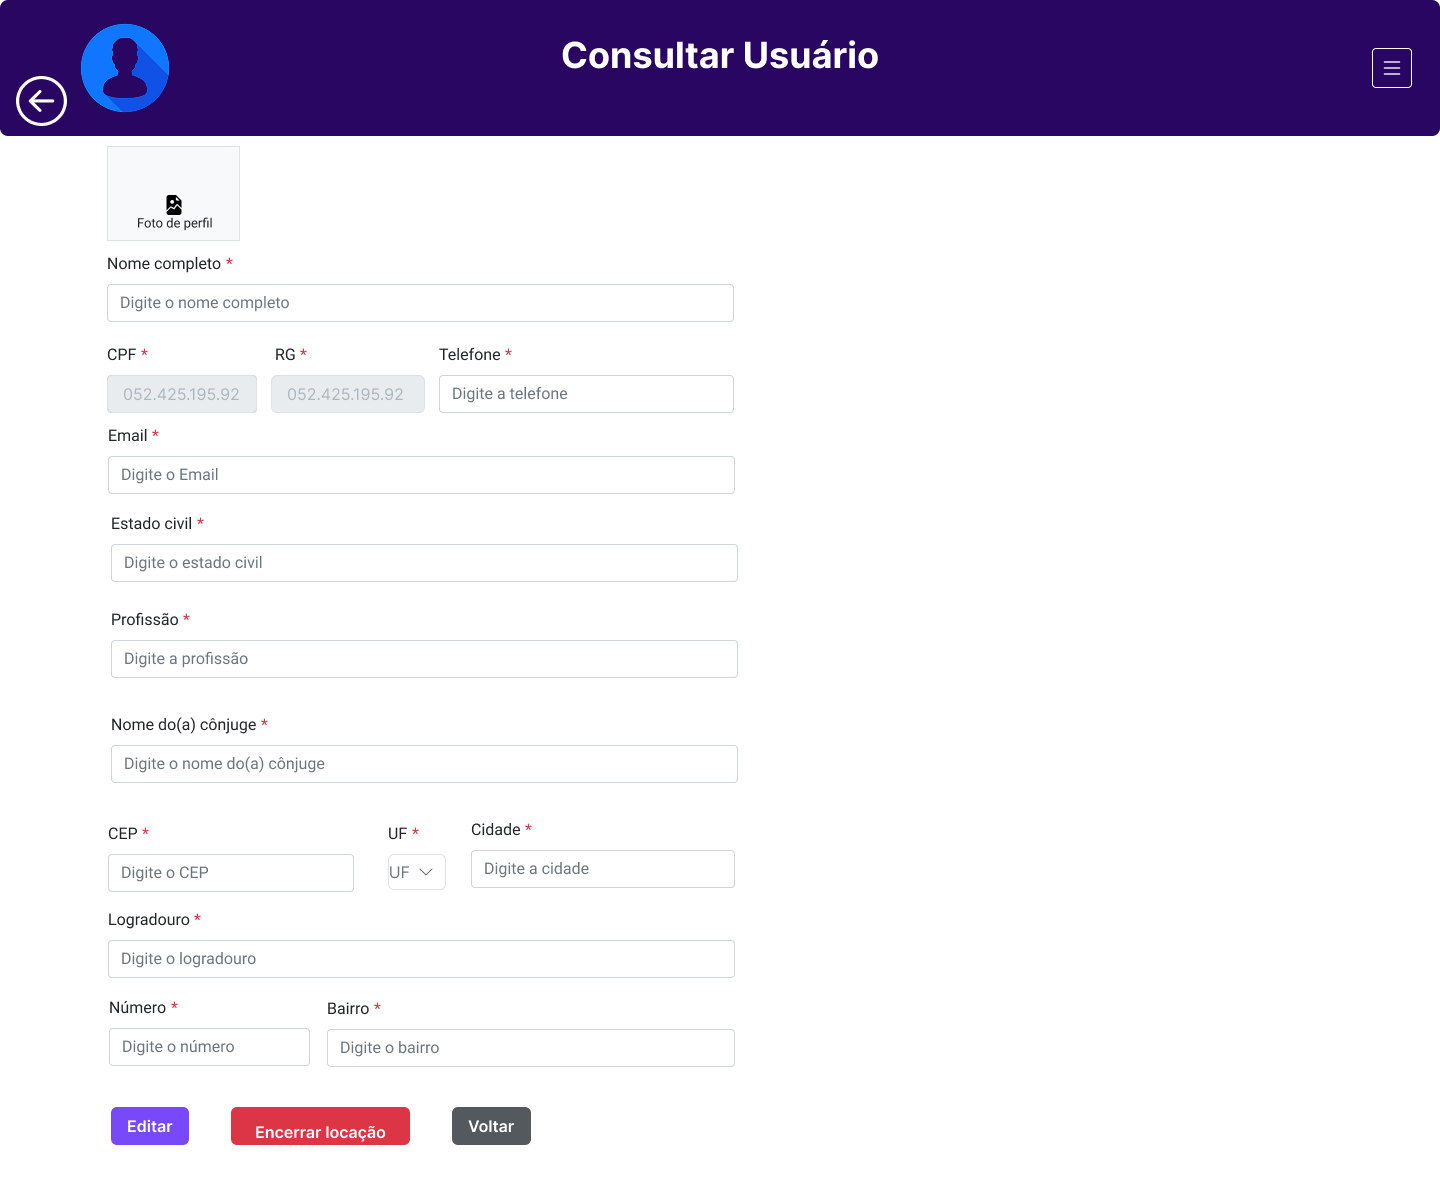 Consultar Usuário
Foto de perfil
Nome completo *
Digite o nome completo
CPF * RG * Telefone *
052.425.195.92 052.425.195.92 Digite a telefone
Email *
Digite o Email
Estado civil *
Digite o estado civil
Profissão *
Digite a profissão
Nome do(a) cônjuge *
Digite o nome do(a) cônjuge
CEP * UF * Cidade *
Digite o CEP UF Digite a cidade
Logradouro *
Digite o logradouro
Número * Bairro *
Digite o número Digite o bairro
Editar Encerrar locação Voltar